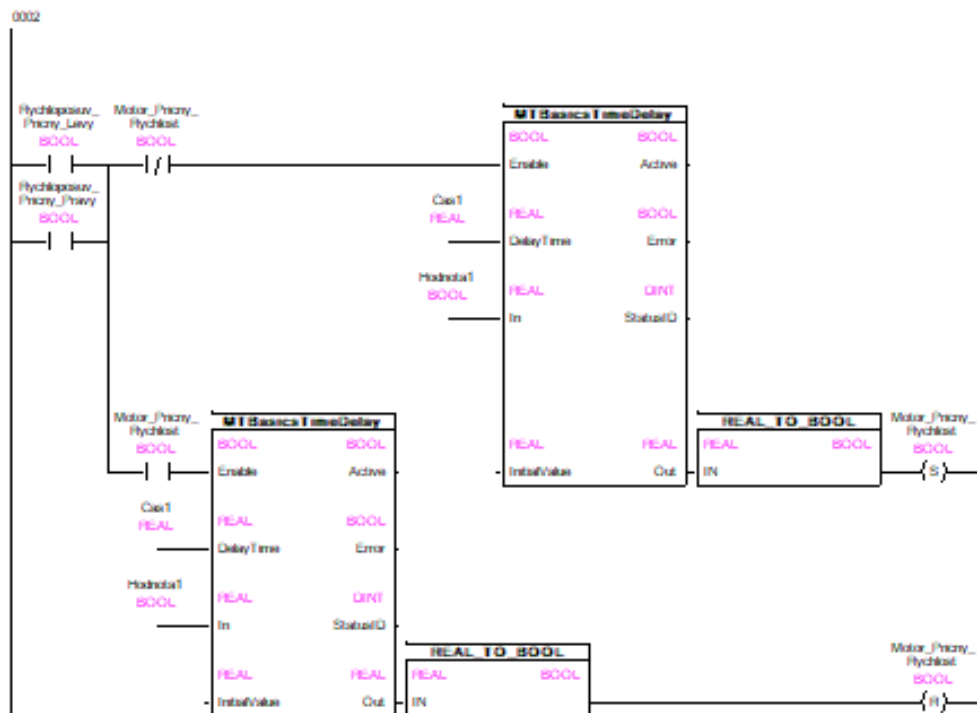 0002
Rychloposuv_
Pricny_Levy
BOOL
Motor_Pricny_
Rychlost
BOOL
Rychloposuv_
Pricny_Pravy
BOOL
MTBasicsTimeDelay
BOOL BOOL
Enable Active
Cas1
REAL
REAL BOOL
DelayTime Error
Hodnota1
BOOL
REAL DINT
In StatusID
REAL REAL
InitialValue Out
REAL_TO_BOOL
REAL BOOL
IN
Motor_Pricny_
Rychlost
BOOL
S
Motor_Pricny_
Rychlost
BOOL
MTBasicsTimeDelay
BOOL BOOL
Enable Active
Cas1
REAL
REAL BOOL
DelayTime Error
Hodnota1
BOOL
REAL DINT
In StatusID
REAL REAL
InitialValue Out
REAL_TO_BOOL
REAL BOOL
IN
Motor_Pricny_
Rychlost
BOOL
R